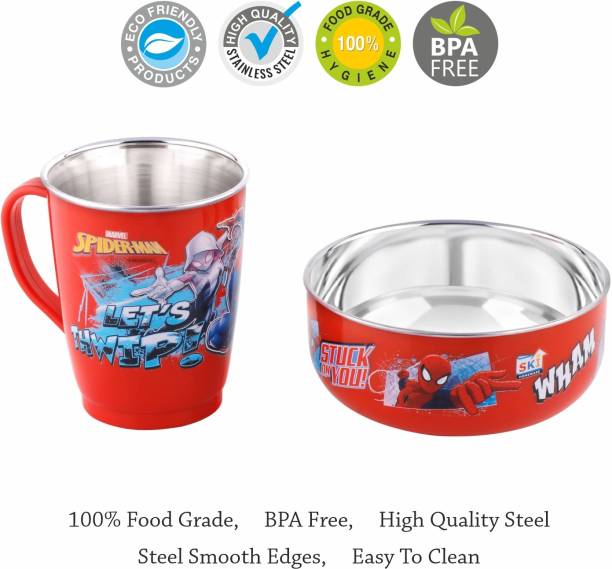 ECO FRIENDLY
PRODUCTS
HIGH QUALITY
STAINLESS STEEL
FOOD GRADE
100%
HYGIENE
BPA
FREE
MARVEL
SPIDER-MAN
LET'S
THWIP!
STUCK
ON YOU!
SKI
WHAM
100% Food Grade, BPA Free, High Quality Steel
Steel Smooth Edges, Easy To Clean